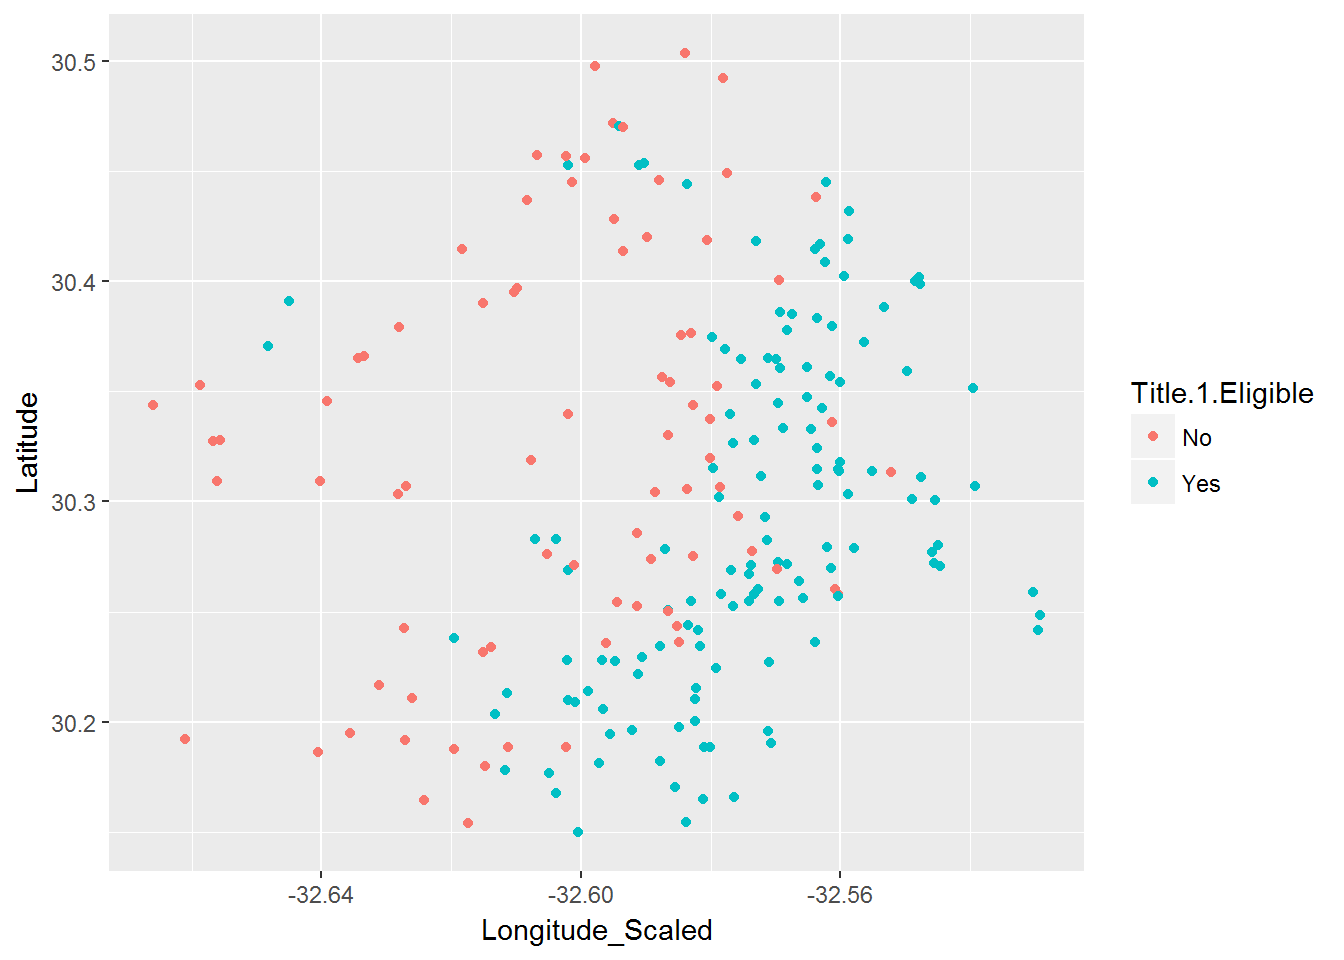 30.5
30.4
30.3
30.2
Latitude
-32.64
-32.60
-32.56
Longitude_Scaled
Title.1.Eligible
No
Yes